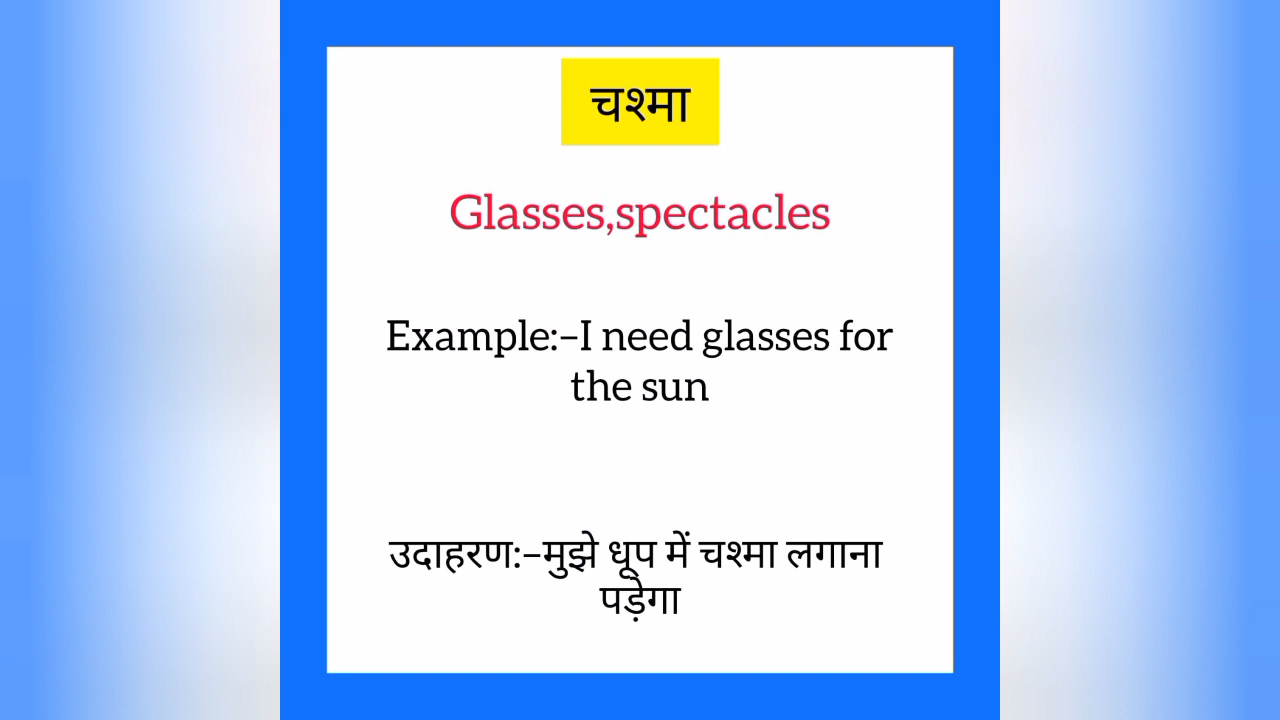 चश्मा
Glasses,spectacles
Example:–I need glasses for
the sun
उदाहरण:–मुझे धूप में चश्मा लगाना
पड़ेगा